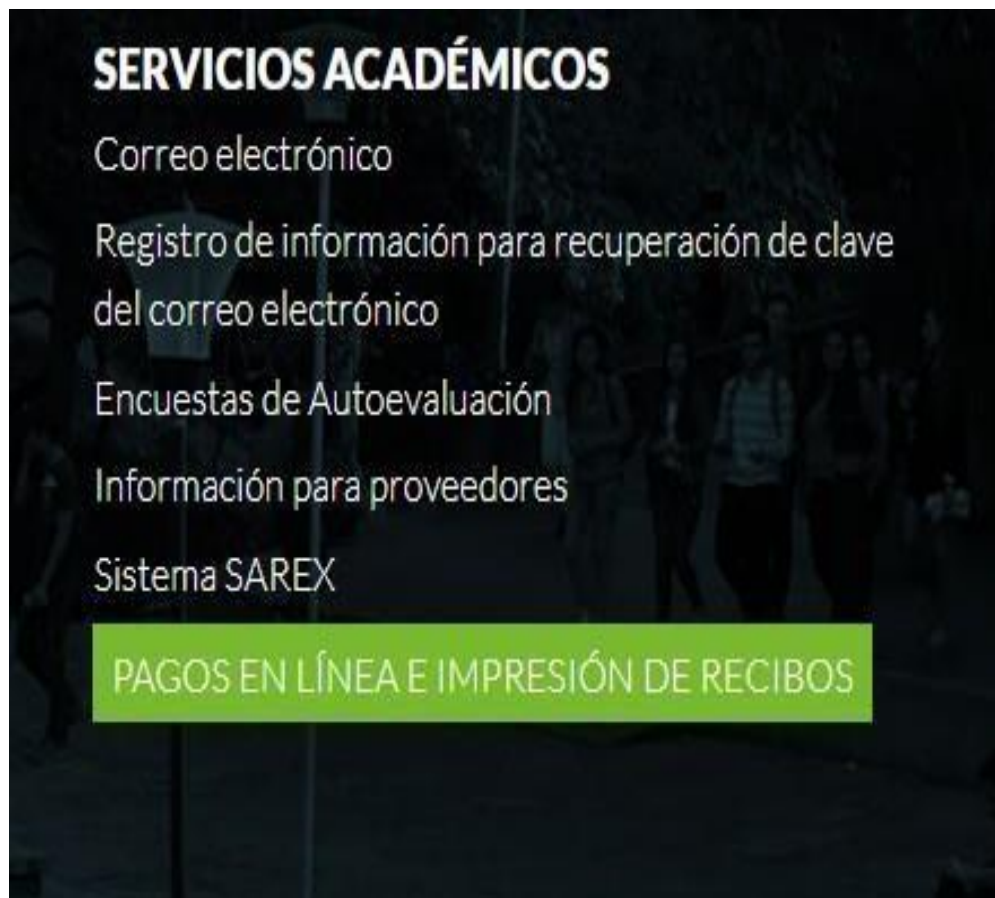 SERVICIOS ACADÉMICOS
Correo electrónico
Registro de información para recuperación de clave
del correo electrónico
Encuestas de Autoevaluación
Información para proveedores
Sistema SAREX
PAGOS EN LÍNEA E IMPRESIÓN DE RECIBOS